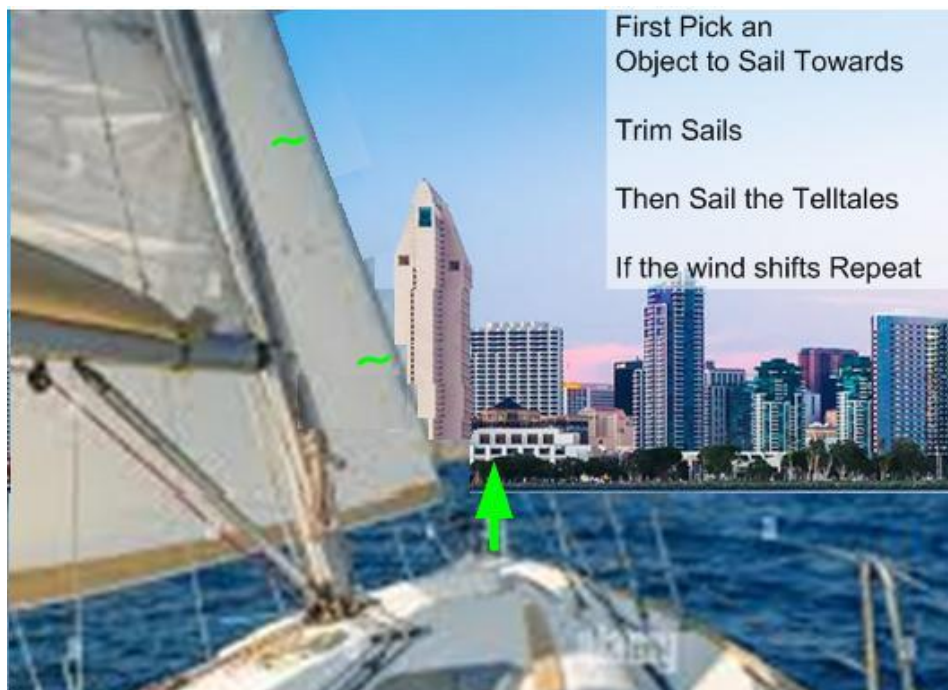 First Pick an
Object to Sail Towards
Trim Sails
Then Sail the Telltales
If the wind shifts Repeat